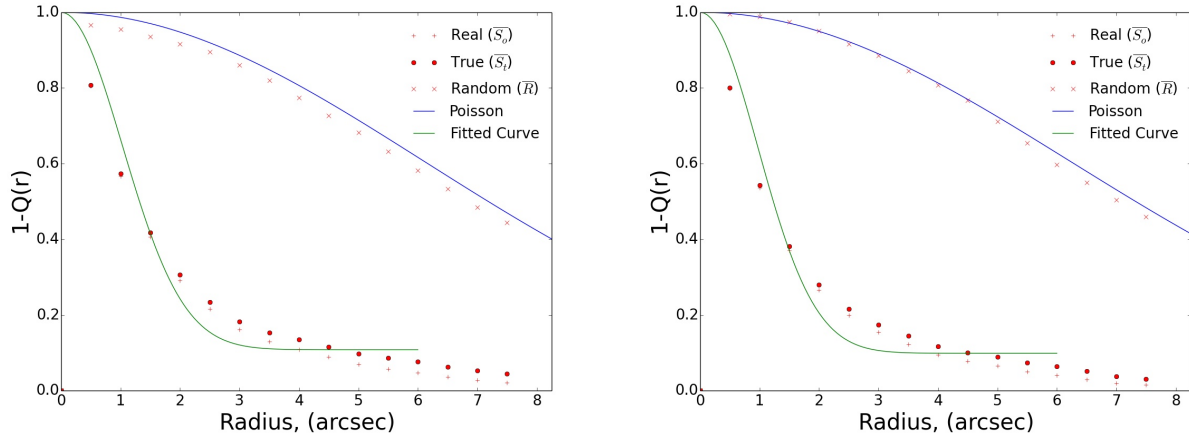 1.0
0.8
0.6
0.4
0.2
0.0
1-Q(r)
0 1 2 3 4 5 6 7 8
Radius, (arcsec)
Real (S̅ₒ)
True (S̅ₜ)
Random (R̅)
Poisson
Fitted Curve
1.0
0.8
0.6
0.4
0.2
0.0
1-Q(r)
0 1 2 3 4 5 6 7 8
Radius, (arcsec)
Real (S̅ₒ)
True (S̅ₜ)
Random (R̅)
Poisson
Fitted Curve